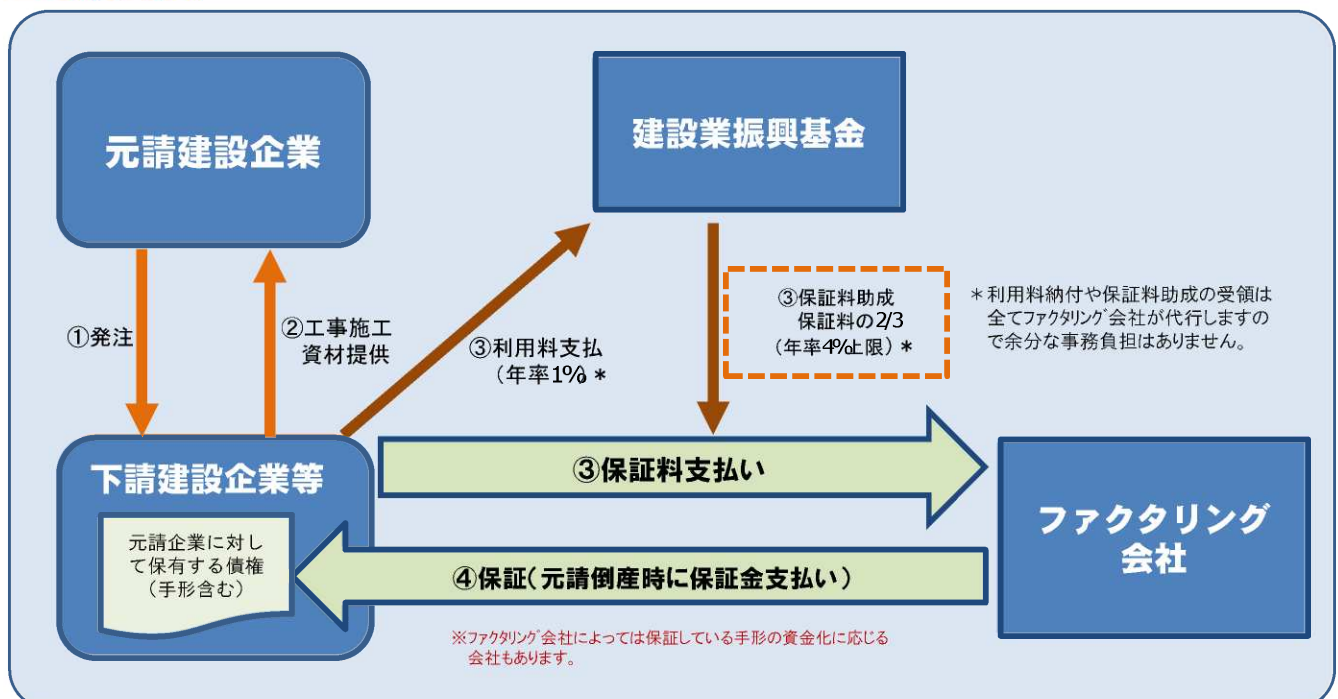 元請建設企業
建設業振興基金
①発注
②工事施工
資材提供
③利用料支払
(年率1%) *
③保証料助成
保証料の2/3
(年率4%上限) *
*利用料納付や保証料助成の受領は
全てファクタリング会社が代行しますの
で余分な事務負担はありません。
下請建設企業等
元請企業に対し
て保有する債権
(手形含む)
③保証料支払い
④保証(元請倒産時に保証金支払い)
ファクタリング
会社
※ファクタリング会社によっては保証している手形の資金化に応じる
会社もあります。